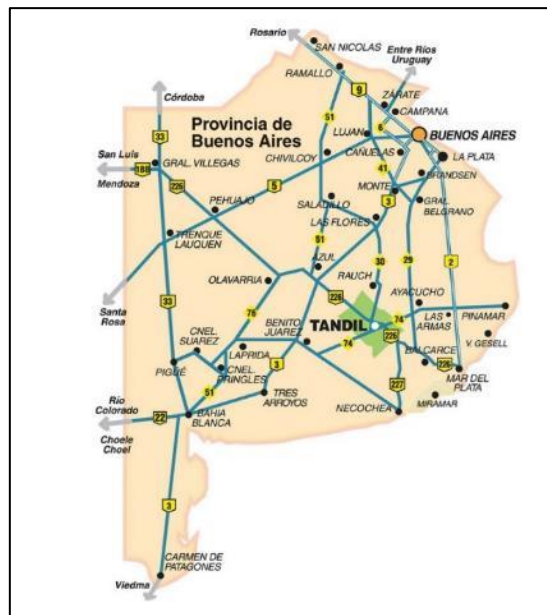 Rosario
SAN NICOLAS
Entre Ríos
Uruguay
RAMALLO
9
ZÁRATE
CAMPANA
Córdoba
51
6
33
Provincia de
Buenos Aires
LUJAN
BUENOS AIRES
San Luis
GRAL. VILLEGAS
CHIVILCOY
CAÑUELAS
LA PLATA
188
Mendoza
226
5
41
BRANDSEN
MONTE
PEHUAJO
SALADILLO
3
GRAL.
BELGRANO
LAS FLORES
TRENQUE
LAUQUEN
51
AZUL
30
29
2
OLAVARRIA
RAUCH
Santa
Rosa
33
76
226
AYACUCHO
PINAMAR
BENITO
JUAREZ
TANDIL
74
LAS
ARMAS
CNEL.
SUAREZ
LAPRIDA
74
226
V. GESELL
BALCARCE
PIGÜÉ
CNEL.
PRINGLES
3
226
MAR DEL
PLATA
227
Río
Colorado
51
TRES
ARROYOS
NECOCHEA
MIRAMAR
22
BAHIA
BLANCA
Choele
Choel
3
CARMEN DE
PATAGONES
Viedma